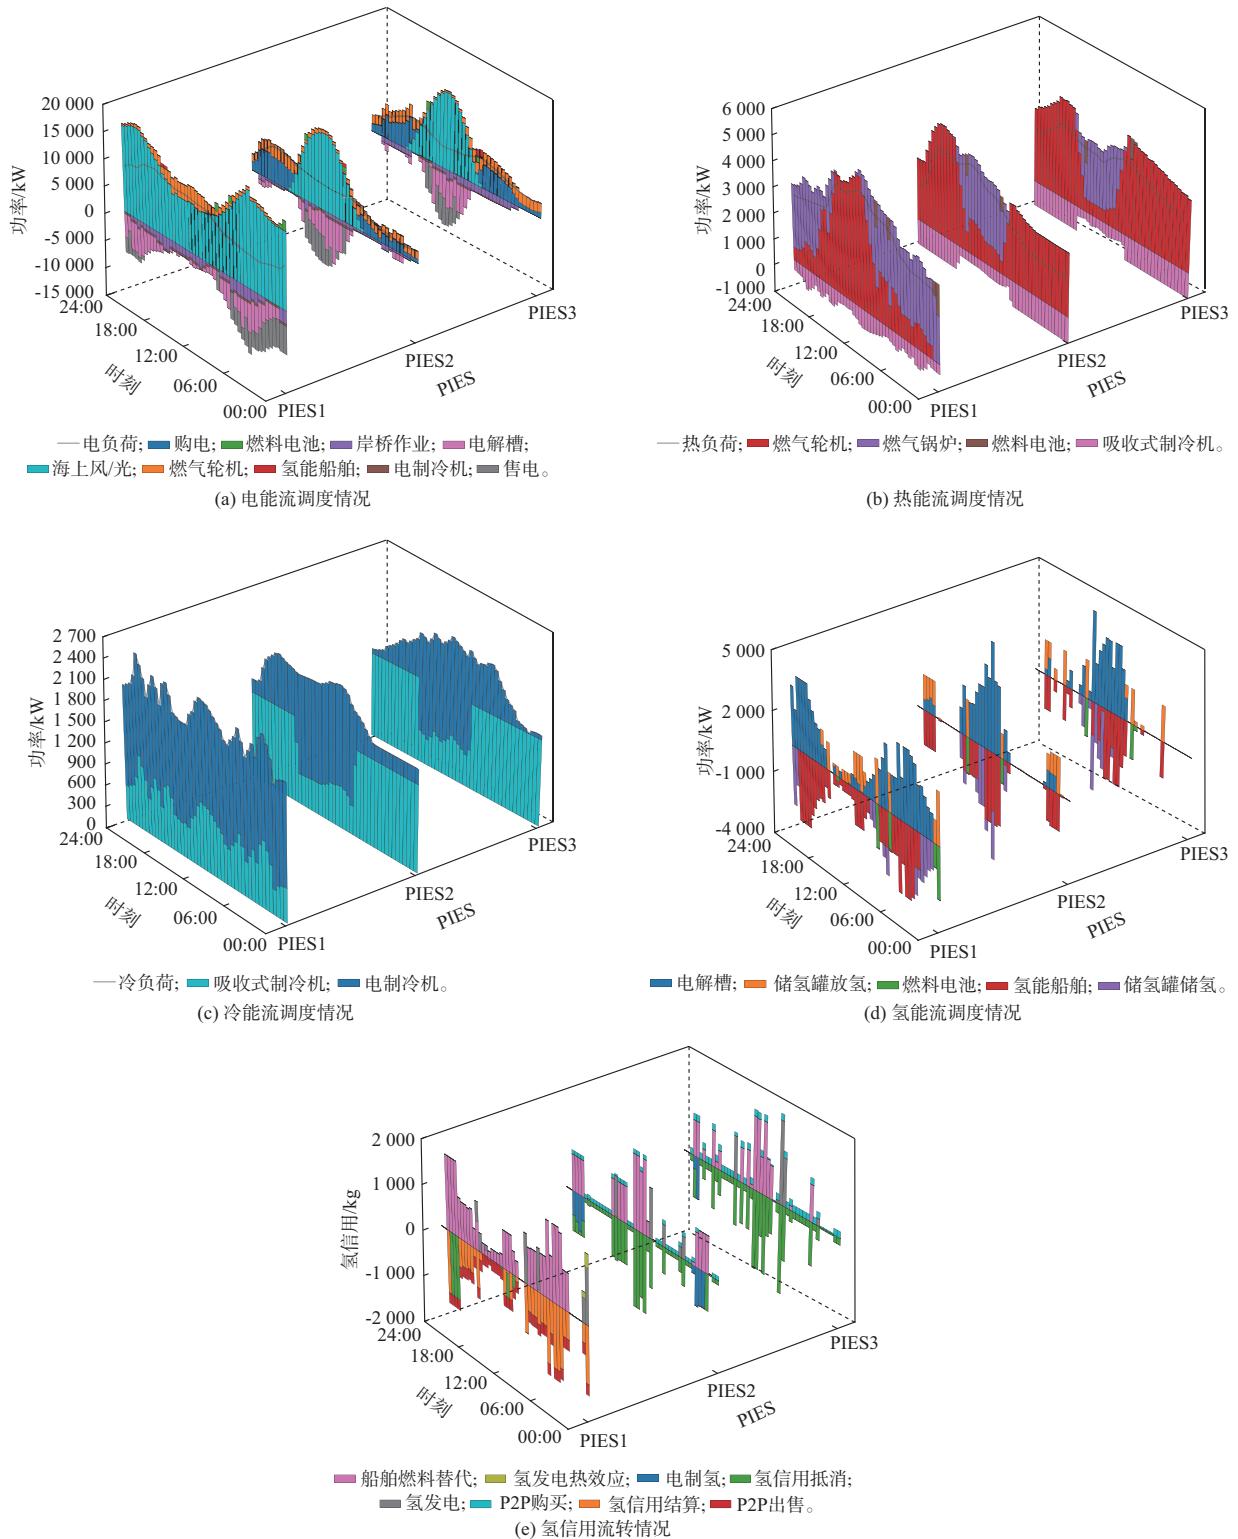 20 000
15 000
10 000
5 000
0
-5 000
-10 000
-15 000
功率/kW
24:00
18:00
12:00
06:00
00:00
时刻
PIES1
PIES2
PIES3
PIES
电负荷; 购电; 燃料电池; 岸桥作业; 电解槽;
海上风/光; 燃气轮机; 氢能船舶; 电制冷机; 售电。
(a) 电能流调度情况
6 000
5 000
4 000
3 000
2 000
1 000
0
-1 000
功率/kW
24:00
18:00
12:00
06:00
00:00
时刻
PIES1
PIES2
PIES3
PIES
热负荷; 燃气轮机; 燃气锅炉; 燃料电池; 吸收式制冷机。
(b) 热能流调度情况
2 700
2 400
2 100
1 800
1 500
1 200
900
600
300
0
功率/kW
24:00
18:00
12:00
06:00
00:00
时刻
PIES1
PIES2
PIES3
PIES
冷负荷; 吸收式制冷机; 电制冷机。
(c) 冷能流调度情况
5 000
2 000
-1 000
-4 000
功率/kW
24:00
18:00
12:00
06:00
00:00
时刻
PIES1
PIES2
PIES3
PIES
电解槽; 储氢罐放氢; 燃料电池; 氢能船舶; 储氢罐储氢。
(d) 氢能流调度情况
2 000
1 000
0
-1 000
-2 000
氢信用/kg
24:00
18:00
12:00
06:00
00:00
时刻
PIES1
PIES2
PIES3
PIES
船舶燃料替代; 氢发电热效应; 电制氢; 氢信用抵消;
氢发电; P2P购买; 氢信用结算; P2P出售。
(e) 氢信用流转情况